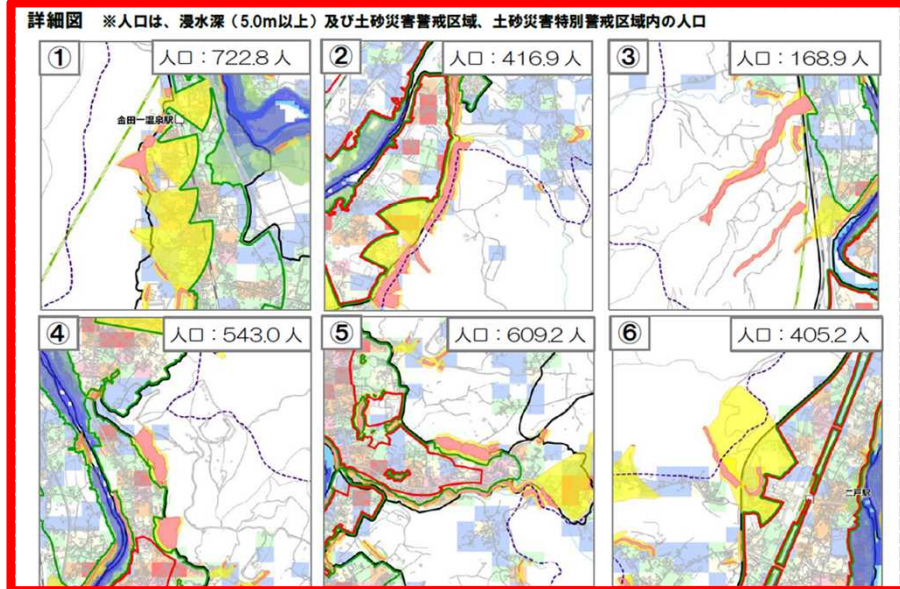 詳細図 ※人口は、浸水深（5.0m以上）及び土砂災害警戒区域、土砂災害特別警戒区域内の人口
① 人口：722.8 人
金田一温泉駅
② 人口：416.9 人
③ 人口：168.9 人
④ 人口：543.0 人
⑤ 人口：609.2 人
⑥ 人口：405.2 人
二戸駅